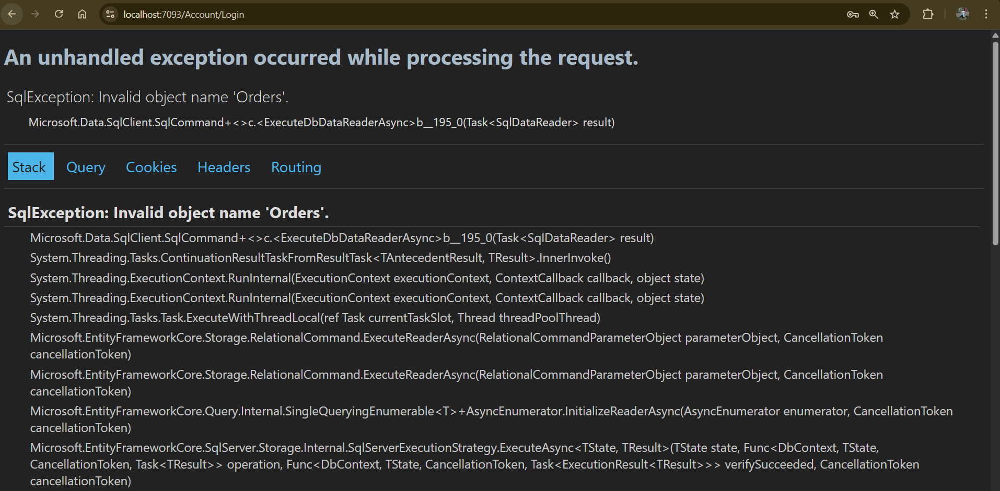 localhost:7093/Account/Login
An unhandled exception occurred while processing the request.
SqlException: Invalid object name 'Orders'.
Microsoft.Data.SqlClient.SqlCommand+<>c.<ExecuteDbDataReaderAsync>b__195_0(Task<SqlDataReader> result)
Stack Query Cookies Headers Routing
SqlException: Invalid object name 'Orders'.
Microsoft.Data.SqlClient.SqlCommand+<>c.<ExecuteDbDataReaderAsync>b__195_0(Task<SqlDataReader> result)
System.Threading.Tasks.ContinuationResultTaskFromResultTask<TAntecedentResult, TResult>.InnerInvoke()
System.Threading.ExecutionContext.RunInternal(ExecutionContext executionContext, ContextCallback callback, object state)
System.Threading.ExecutionContext.RunInternal(ExecutionContext executionContext, ContextCallback callback, object state)
System.Threading.Tasks.Task.ExecuteWithThreadLocal(ref Task currentTaskSlot, Thread threadPoolThread)
Microsoft.EntityFrameworkCore.Storage.RelationalCommand.ExecuteReaderAsync(RelationalCommandParameterObject parameterObject, CancellationToken
cancellationToken)
Microsoft.EntityFrameworkCore.Storage.RelationalCommand.ExecuteReaderAsync(RelationalCommandParameterObject parameterObject, CancellationToken
cancellationToken)
Microsoft.EntityFrameworkCore.Query.Internal.SingleQueryingEnumerable<T>+AsyncEnumerator.InitializeReaderAsync(AsyncEnumerator enumerator, CancellationToken
cancellationToken)
Microsoft.EntityFrameworkCore.SqlServer.Storage.Internal.SqlServerExecutionStrategy.ExecuteAsync<TState, TResult>(TState state, Func<DbContext, TState,
CancellationToken, Task<TResult>> operation, Func<DbContext, TState, CancellationToken, Task<ExecutionResult<TResult>>> verifySucceeded, CancellationToken
cancellationToken)